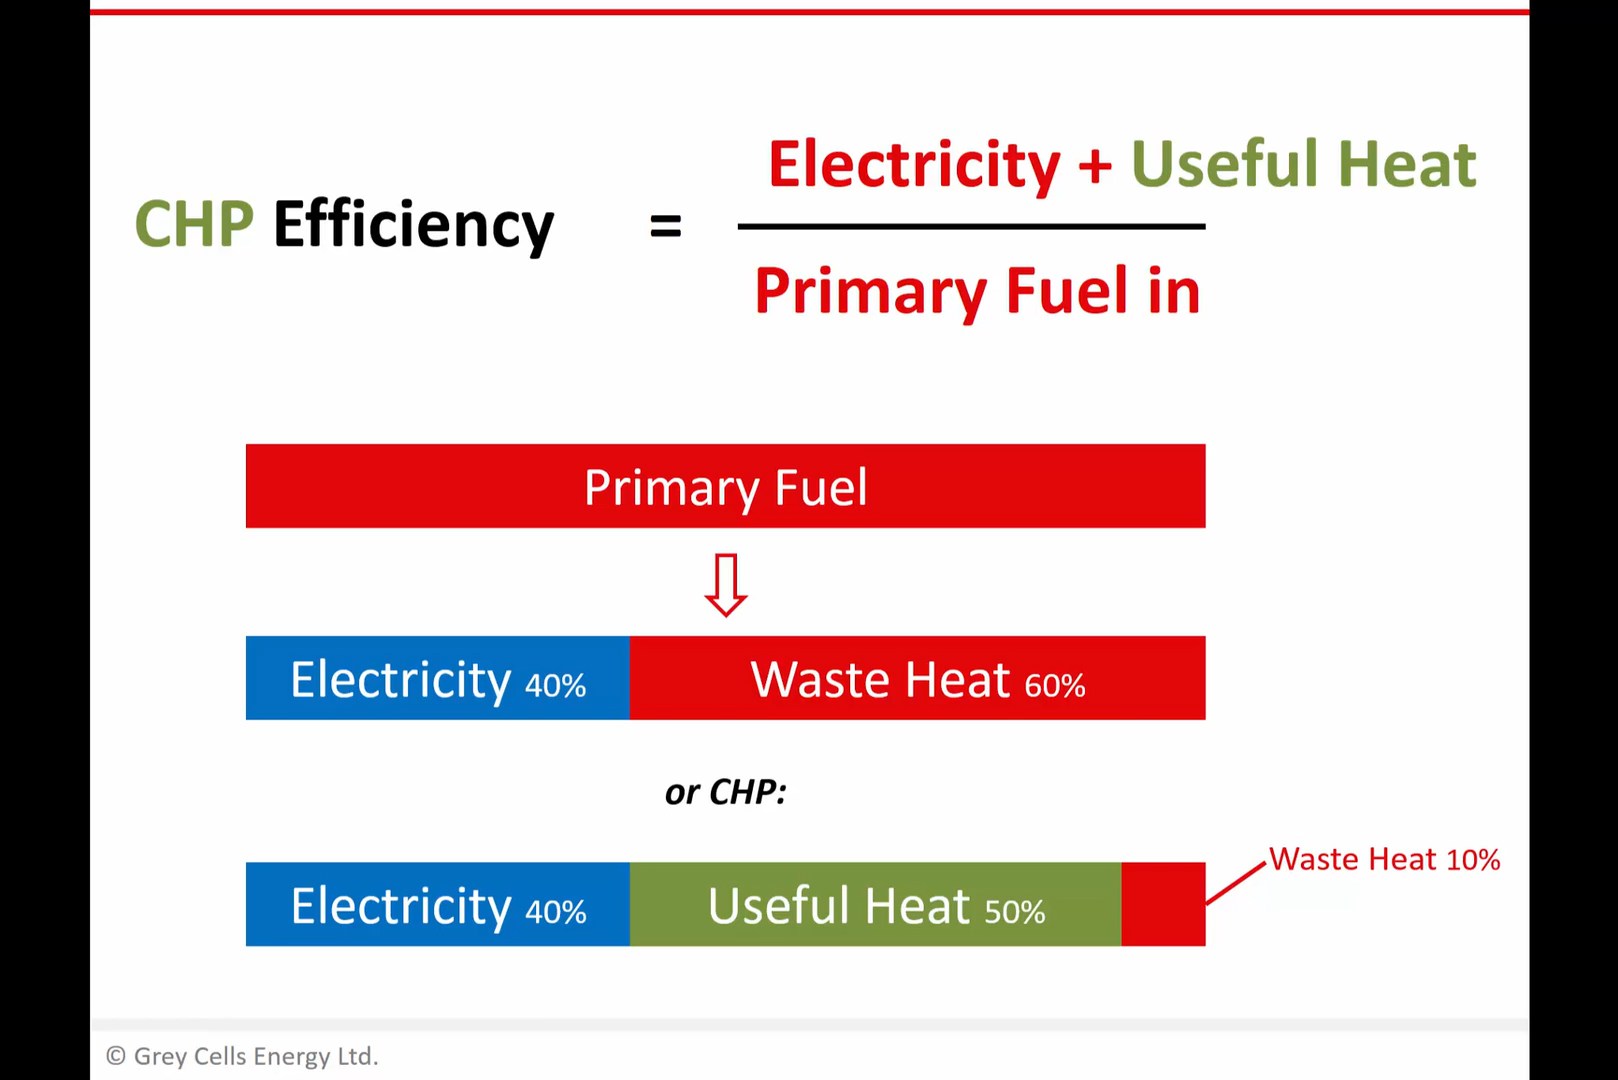 Electricity + Useful Heat
CHP Efficiency =
Primary Fuel in
Primary Fuel
Electricity 40% Waste Heat 60%
or CHP:
Waste Heat 10%
Electricity 40% Useful Heat 50%
© Grey Cells Energy Ltd.